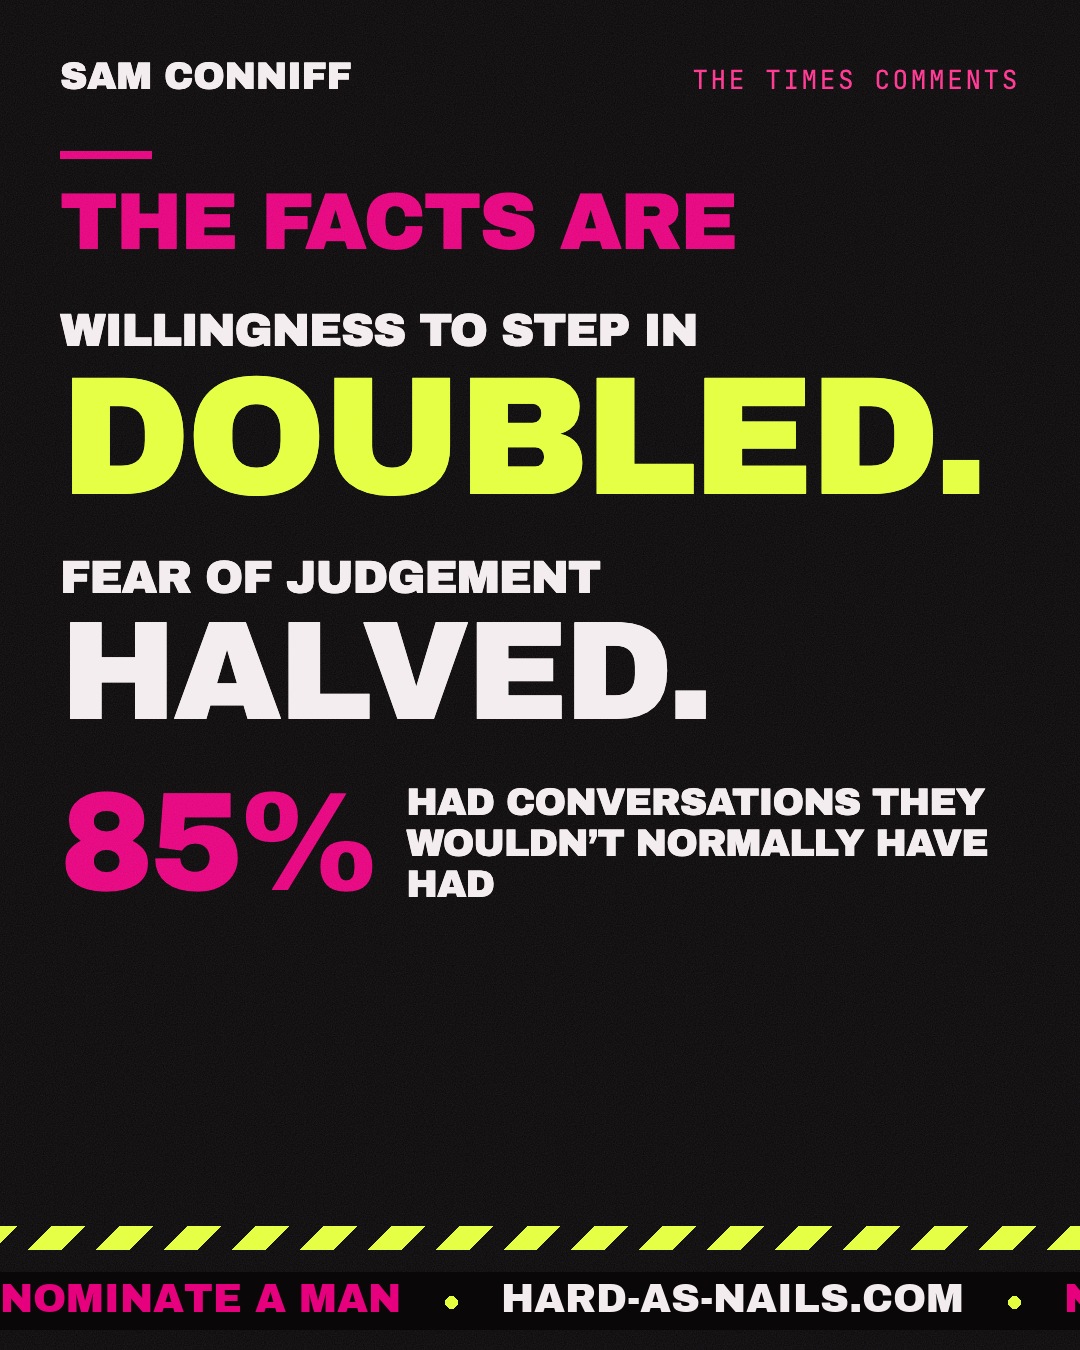 SAM CONNIFF
THE TIMES COMMENTS
THE FACTS ARE
WILLINGNESS TO STEP IN
DOUBLED.
FEAR OF JUDGEMENT
HALVED.
85%
HAD CONVERSATIONS THEY
WOULDN’T NORMALLY HAVE
HAD
NOMINATE A MAN • HARD-AS-NAILS.COM •